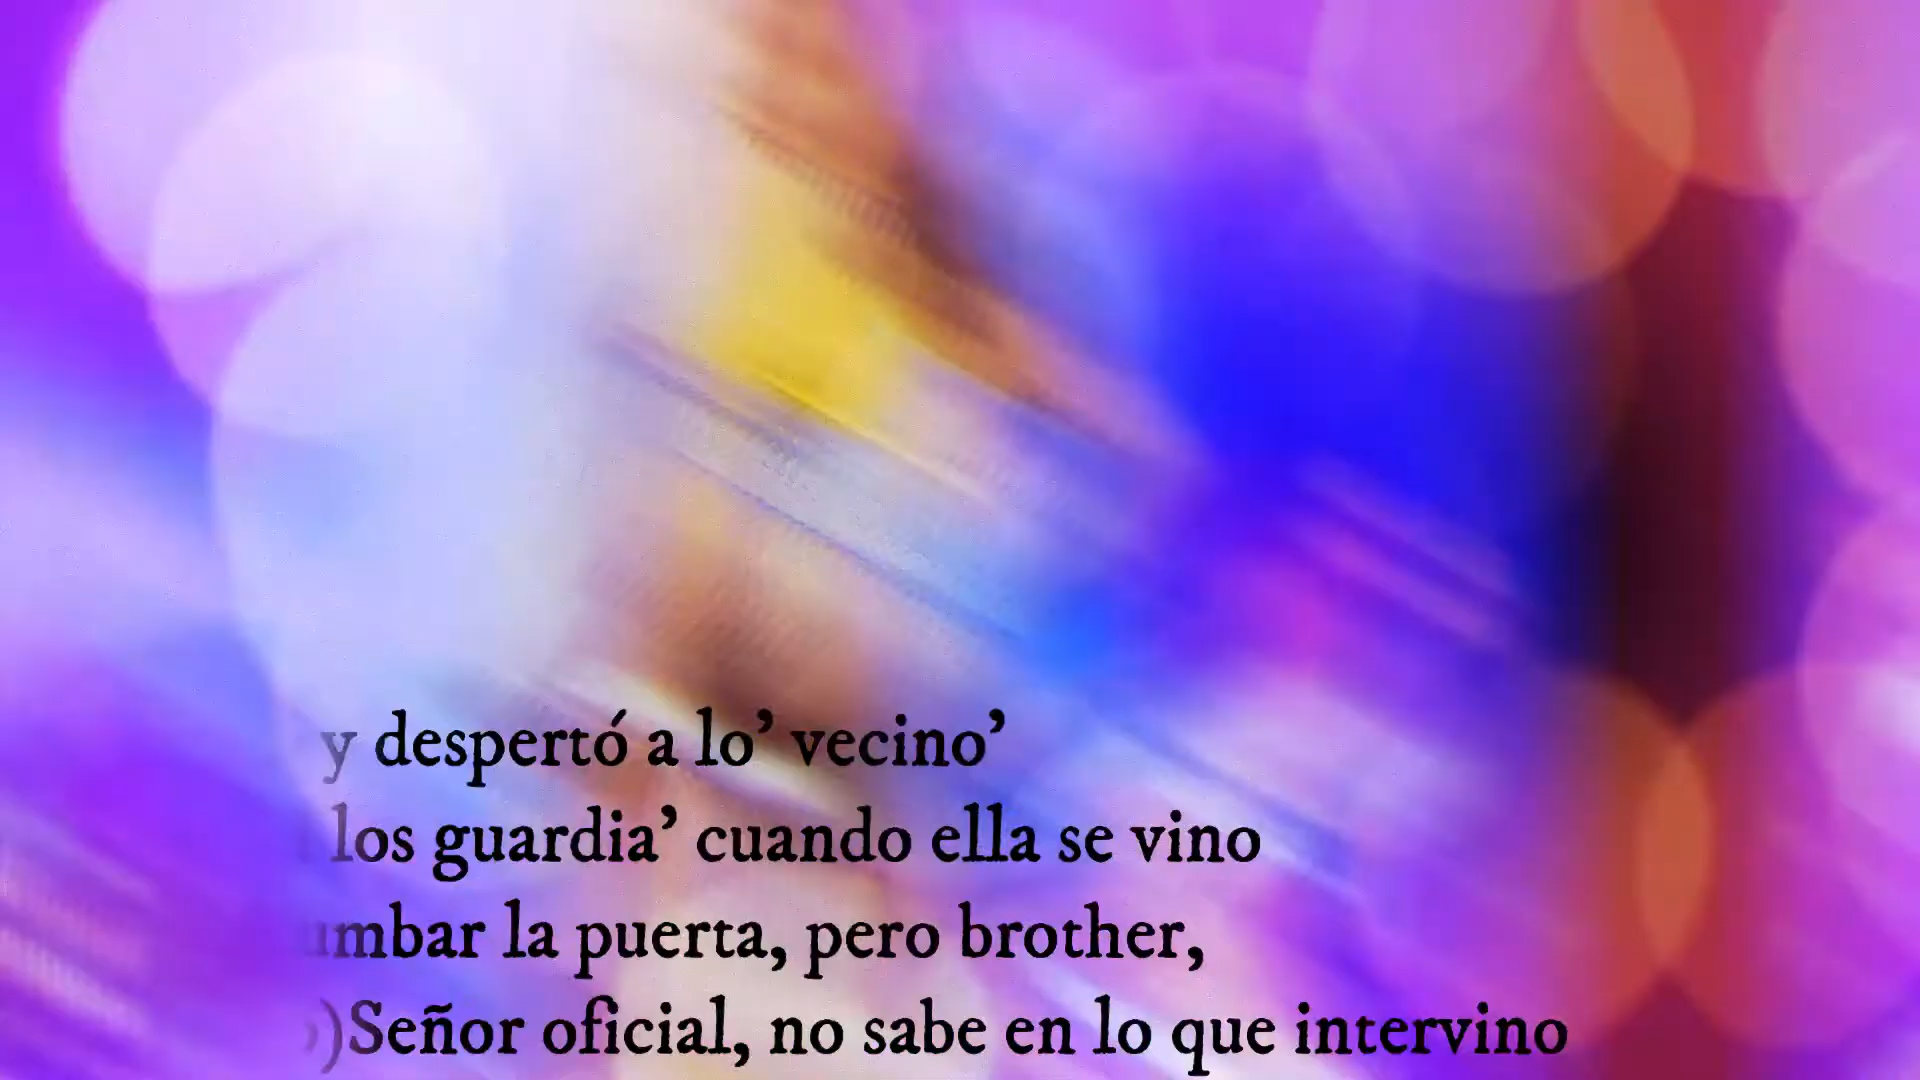 y despertó a lo’ vecino’
los guardia’ cuando ella se vino
umbar la puerta, pero brother,
)Señor oficial, no sabe en lo que intervino